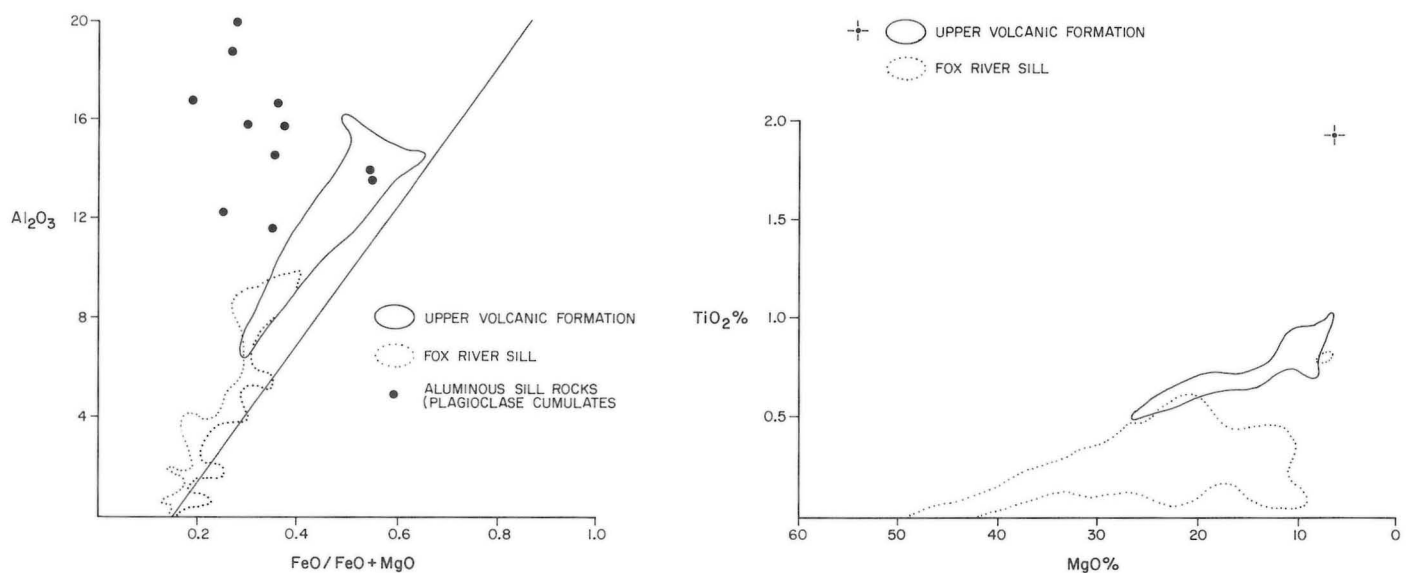 20
16
12
8
4
Al₂O₃
UPPER VOLCANIC FORMATION
FOX RIVER SILL
ALUMINOUS SILL ROCKS
(PLAGIOCLASE CUMULATES
0.2 0.4 0.6 0.8 1.0
FeO/FeO+MgO
UPPER VOLCANIC FORMATION
FOX RIVER SILL
2.0
1.5
1.0
TiO₂%
0.5
60 50 40 30 20 10 0
MgO%